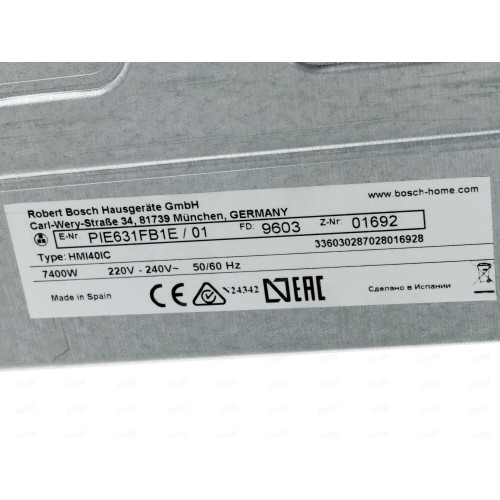 Robert Bosch Hausgeräte GmbH
www.bosch-home.com
Carl-Wery-Straße 34, 81739 München, GERMANY
E-Nr PIE631FB1E / 01 FD: 9603 Z-Nr: 01692
Type: HMI40IC 336030287028016928
7400W 220V - 240V~ 50/60 Hz
Made in Spain CE N24342 EAC Сделано в Испании